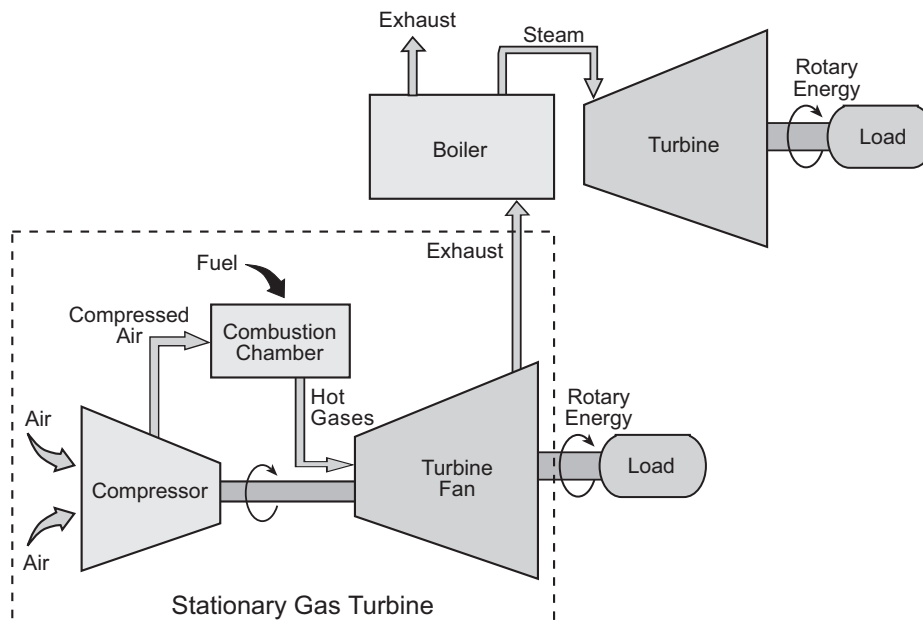 Exhaust
Steam
Rotary
Energy
Boiler
Turbine
Load
Exhaust
Fuel
Compressed
Air
Combustion
Chamber
Hot
Gases
Air
Rotary
Energy
Compressor
Turbine
Fan
Load
Air
Stationary Gas Turbine